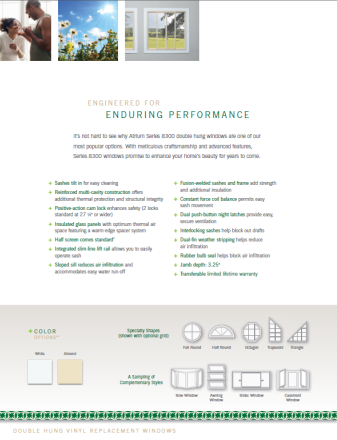 ENGINEERED FOR
ENDURING PERFORMANCE
It's not hard to see why Atrium Series 8300 double hung windows are one of our
most popular options. With meticulous craftsmanship and advanced features,
Series 8300 windows promise to enhance your home's beauty for years to come.
+ Sashes tilt in for easy cleaning
+ Reinforced multi-cavity construction offers
additional thermal protection and structural integrity
+ Positive-action cam lock enhances safety (2 locks
standard at 27 ¼" or wider)
+ Insulated glass panels with optimum thermal air
space featuring a warm-edge spacer system
+ Half screen comes standard*
+ Integrated slim-line lift rail allows you to easily
operate sash
+ Sloped sill reduces air infiltration and
accommodates easy water run-off
+ Fusion-welded sashes and frame add strength
and additional insulation
+ Constant force coil balance permits easy
sash movement
+ Dual push-button night latches provide easy,
secure ventilation
+ Interlocking sashes help block out drafts
+ Dual-fin weather stripping helps reduce
air infiltration
+ Rubber bulb seal helps block air infiltration
+ Jamb depth: 3.25"
+ Transferable limited lifetime warranty
+ COLOR
OPTIONS**
White Almond
Specialty Shapes
(shown with optional grid)
Full Round Half Round Octagon Trapezoid Triangle
A Sampling of
Complementary Styles
Bow Window Awning Window Slider Window Casement Window
DOUBLE HUNG VINYL REPLACEMENT WINDOWS